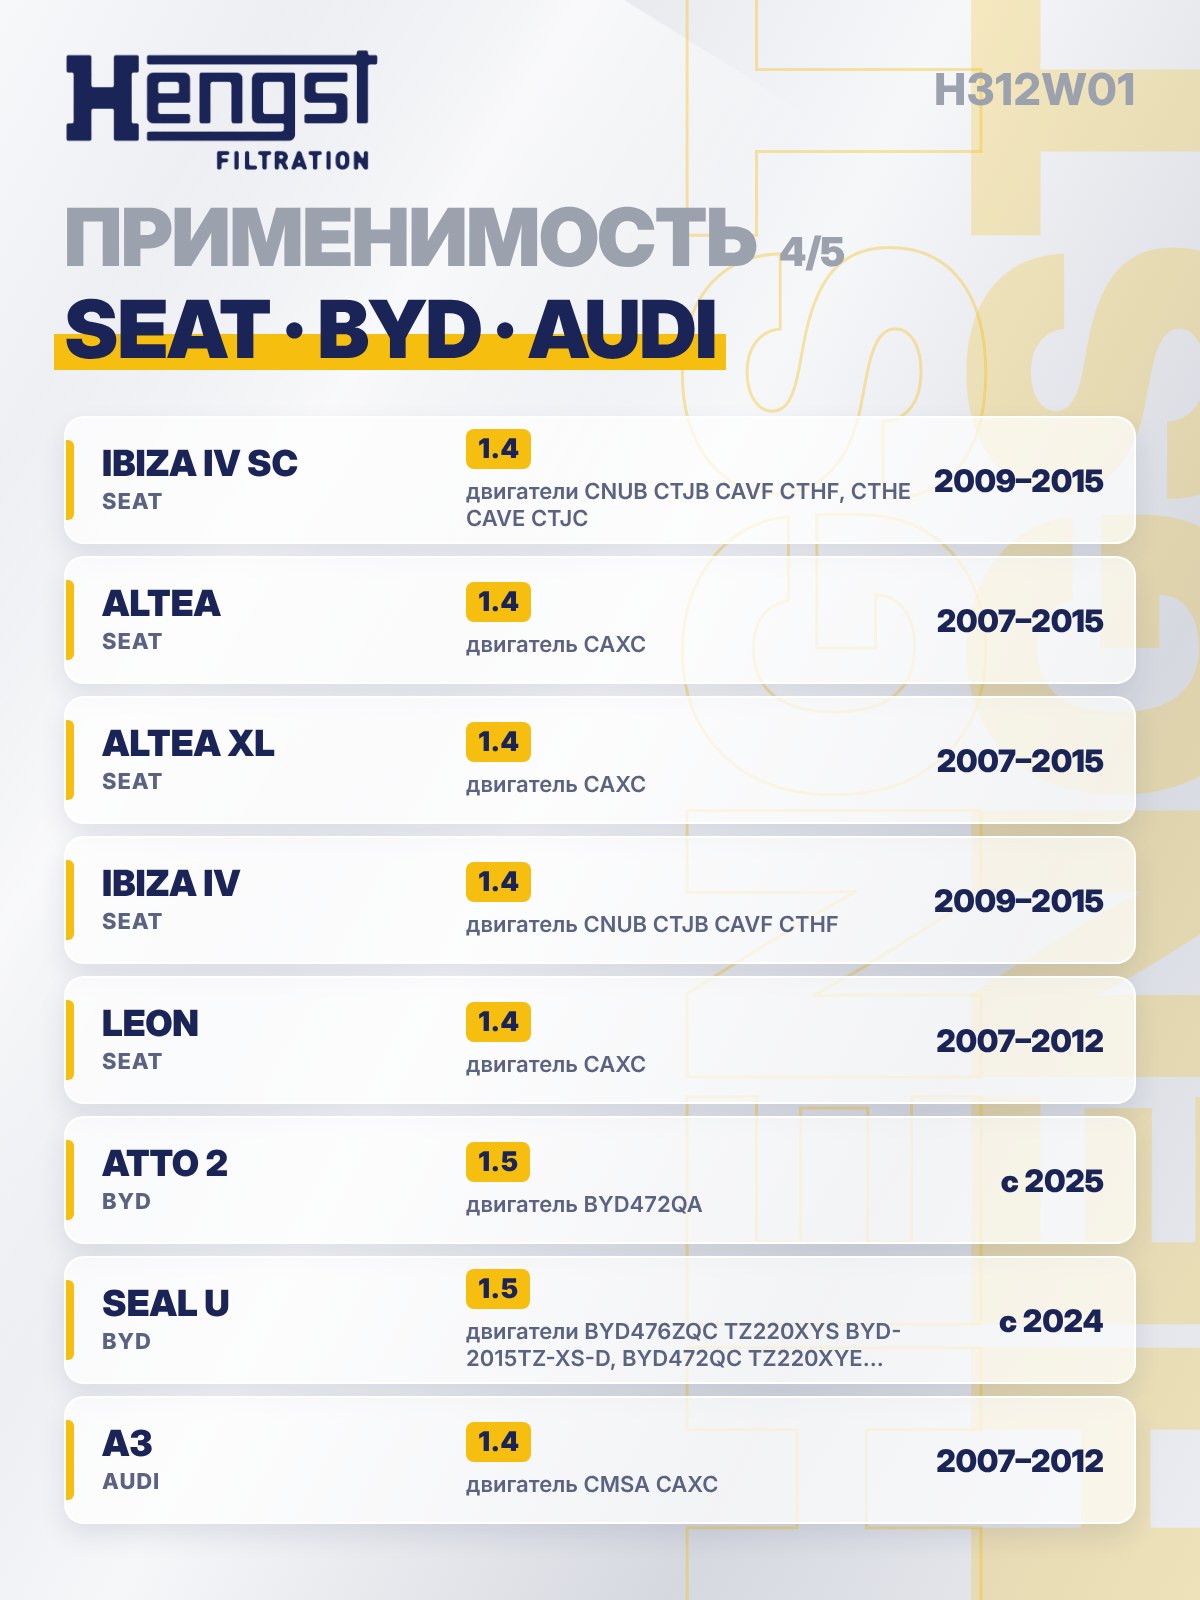 Hengst
FILTRATION
H312W01
ПРИМЕНИМОСТЬ 4/5
SEAT · BYD · AUDI
IBIZA IV SC
SEAT
1.4
двигатели CNUB CTJB CAVF CTHF, CTHE
CAVE CTJC
2009–2015
ALTEA
SEAT
1.4
двигатель CAXC
2007–2015
ALTEA XL
SEAT
1.4
двигатель CAXC
2007–2015
IBIZA IV
SEAT
1.4
двигатель CNUB CTJB CAVF CTHF
2009–2015
LEON
SEAT
1.4
двигатель CAXC
2007–2012
ATTO 2
BYD
1.5
двигатель BYD472QA
с 2025
SEAL U
BYD
1.5
двигатели BYD476ZQC TZ220XYS BYD-
2015TZ-XS-D, BYD472QC TZ220XYE...
с 2024
A3
AUDI
1.4
двигатель CMSA CAXC
2007–2012
HENGST
HENGST